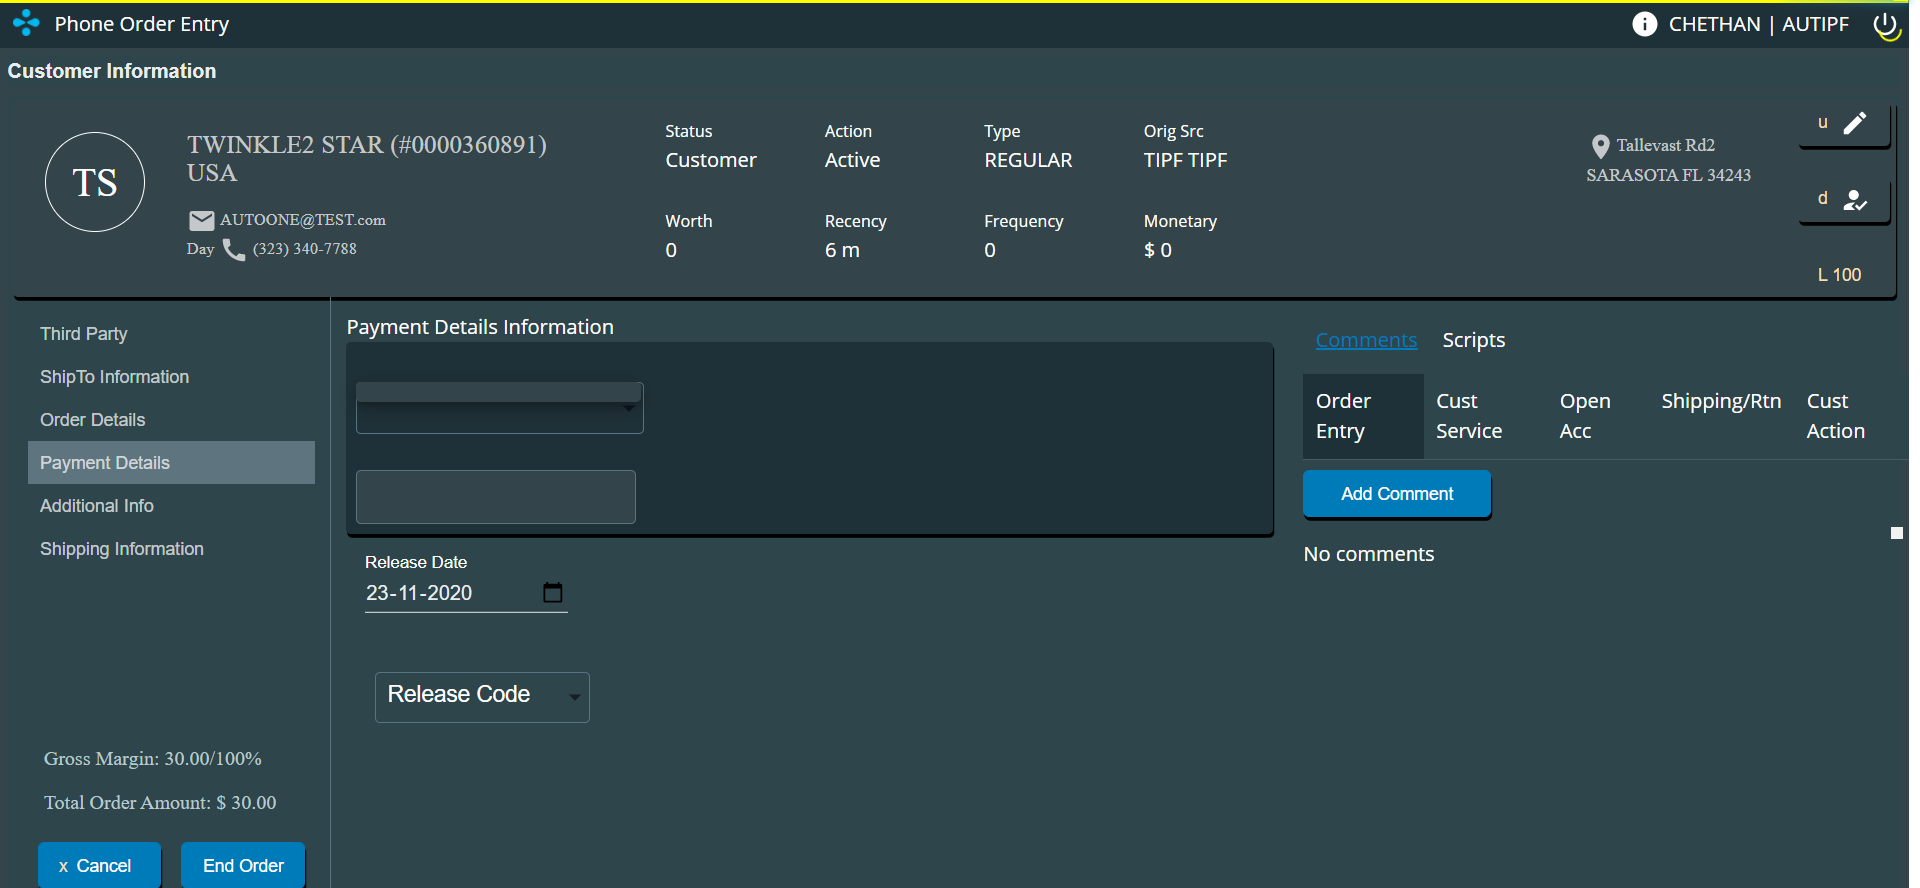 Phone Order Entry
CHETHAN | AUTIPF
Customer Information
TS
TWINKLE2 STAR (#0000360891)
USA
AUTOONE@TEST.com
Day (323) 340-7788
Status
Customer
Action
Active
Type
REGULAR
Orig Src
TIPF TIPF
Worth
0
Recency
6 m
Frequency
0
Monetary
$ 0
Tallevast Rd2
SARASOTA FL 34243
u
d
L 100
Third Party
ShipTo Information
Order Details
Payment Details
Additional Info
Shipping Information
Gross Margin: 30.00/100%
Total Order Amount: $ 30.00
x Cancel
End Order
Payment Details Information
Release Date
23-11-2020
Release Code
Comments
Scripts
Order
Entry
Cust
Service
Open
Acc
Shipping/Rtn
Cust
Action
Add Comment
No comments